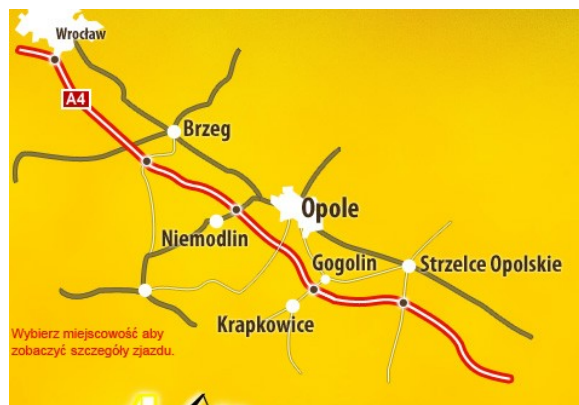 Wrocław
A4
Brzeg
Opole
Niemodlin
Gogolin
Strzelce Opolskie
Krapkowice
Wybierz miejscowość aby
zobaczyć szczegóły zjazdu.